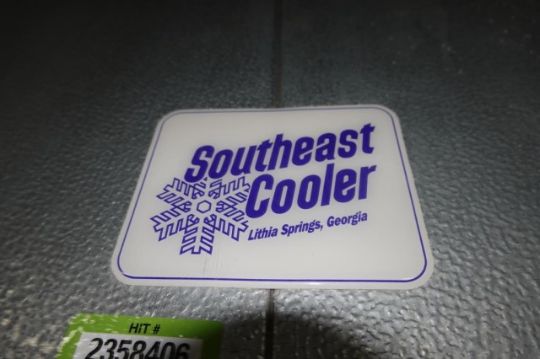 Southeast
Cooler
Lithia Springs, Georgia
HIT #
2358406